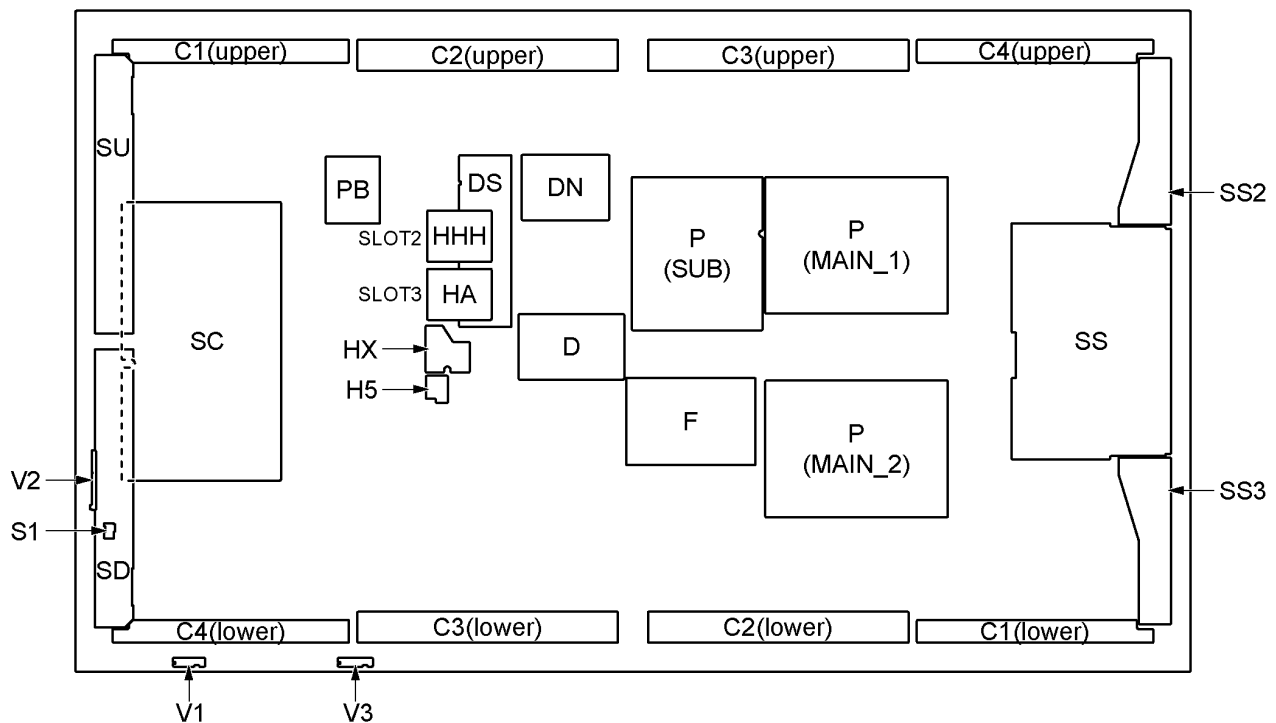 C1(upper)
C2(upper)
C3(upper)
C4(upper)
SU
PB
DS
DN
SS2
SLOT2
HHH
P
(SUB)
P
(MAIN_1)
SLOT3
HA
SC
HX
D
SS
H5
F
P
(MAIN_2)
V2
SS3
S1
SD
C4(lower)
C3(lower)
C2(lower)
C1(lower)
V1
V3